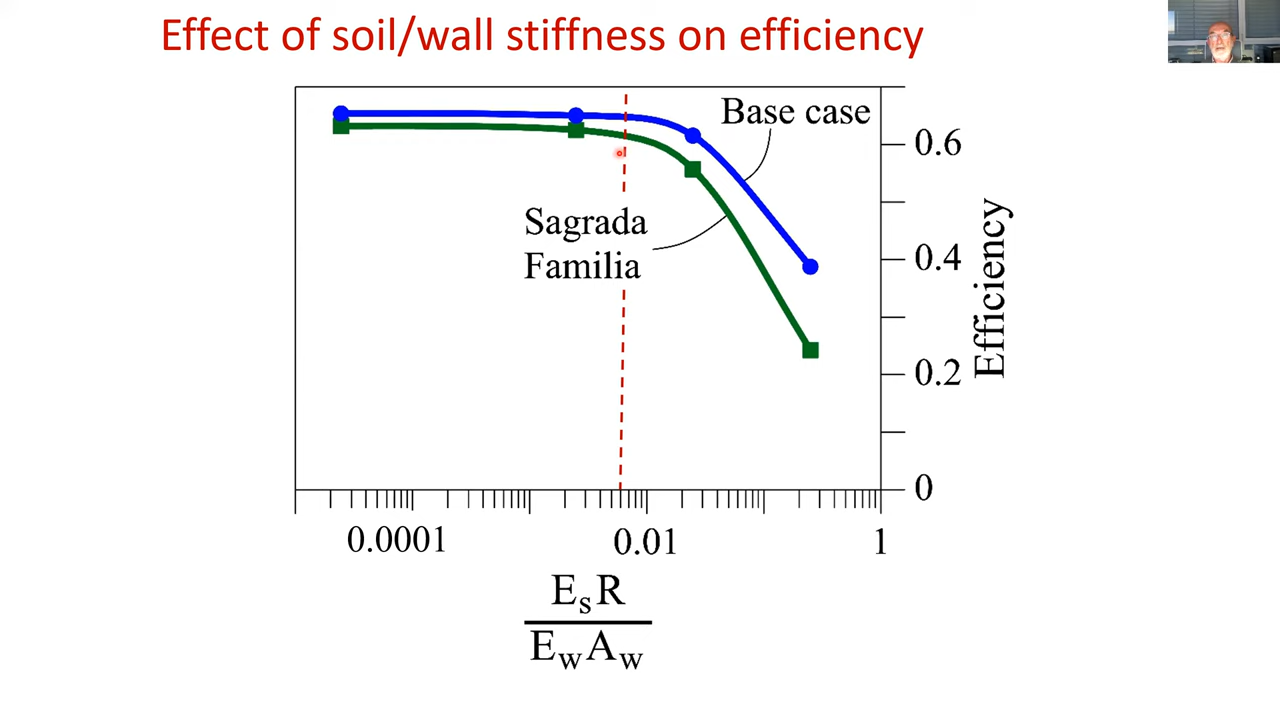 Effect of soil/wall stiffness on efficiency
Base case
Sagrada
Familia
0.6
0.4
0.2
0
Efficiency
0.0001
0.01
1
EsR
EwAw